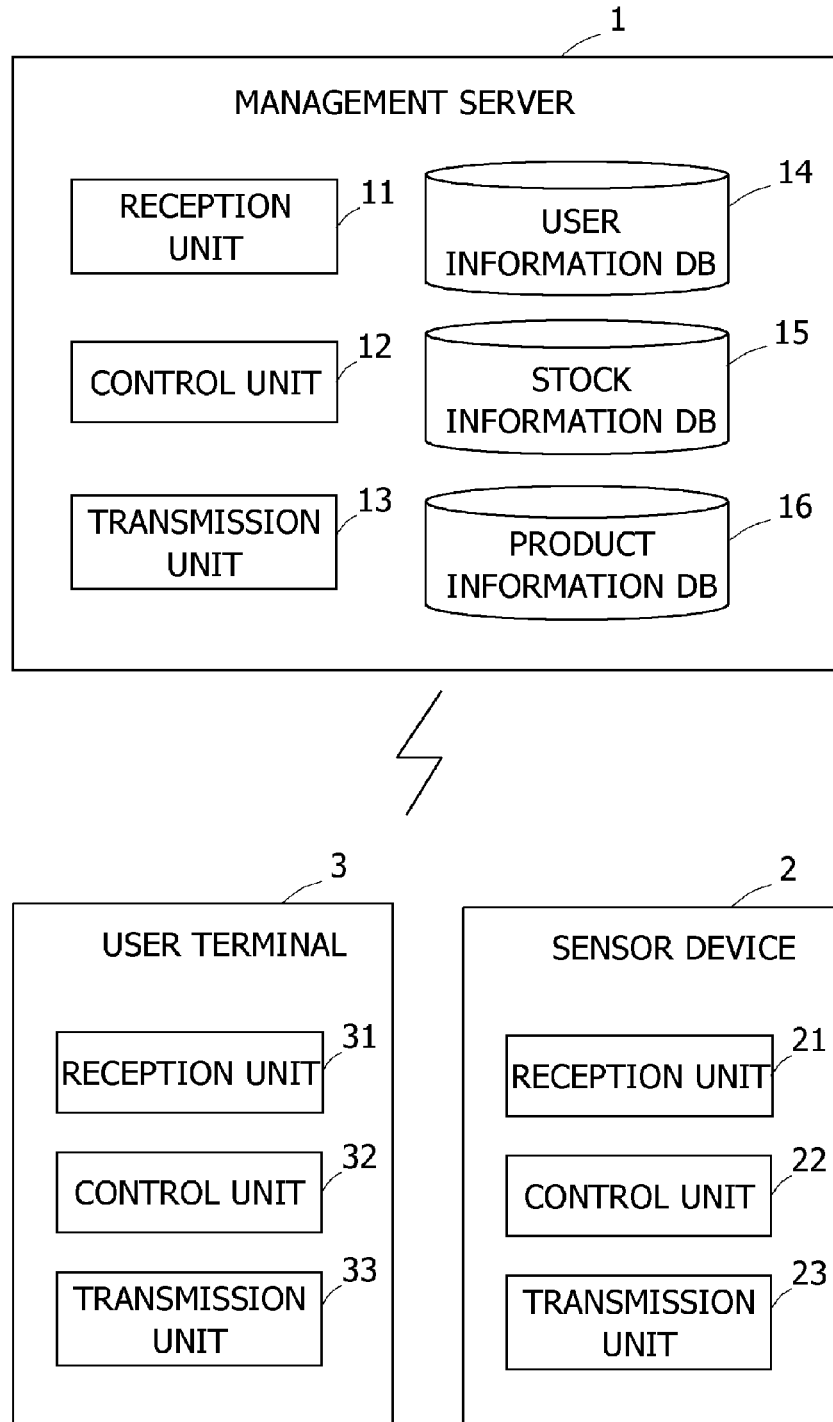 1
MANAGEMENT SERVER
RECEPTION
UNIT
11
USER
INFORMATION DB
14
CONTROL UNIT
12
STOCK
INFORMATION DB
15
TRANSMISSION
UNIT
13
PRODUCT
INFORMATION DB
16
3
USER TERMINAL
RECEPTION UNIT
31
CONTROL UNIT
32
TRANSMISSION
UNIT
33
2
SENSOR DEVICE
RECEPTION UNIT
21
CONTROL UNIT
22
TRANSMISSION
UNIT
23